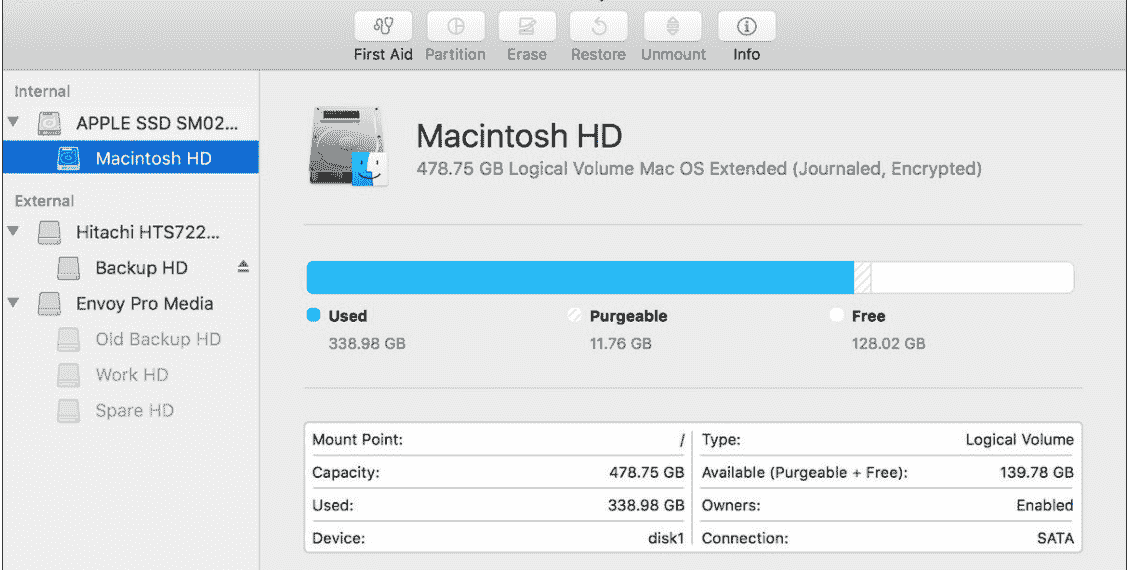 First Aid Partition Erase Restore Unmount Info
Internal
APPLE SSD SM02...
Macintosh HD
External
Hitachi HTS722...
Backup HD
Envoy Pro Media
Old Backup HD
Work HD
Spare HD
Macintosh HD
478.75 GB Logical Volume Mac OS Extended (Journaled, Encrypted)
Used Purgeable Free
338.98 GB 11.76 GB 128.02 GB
Mount Point: / Type: Logical Volume
Capacity: 478.75 GB Available (Purgeable + Free): 139.78 GB
Used: 338.98 GB Owners: Enabled
Device: disk1 Connection: SATA